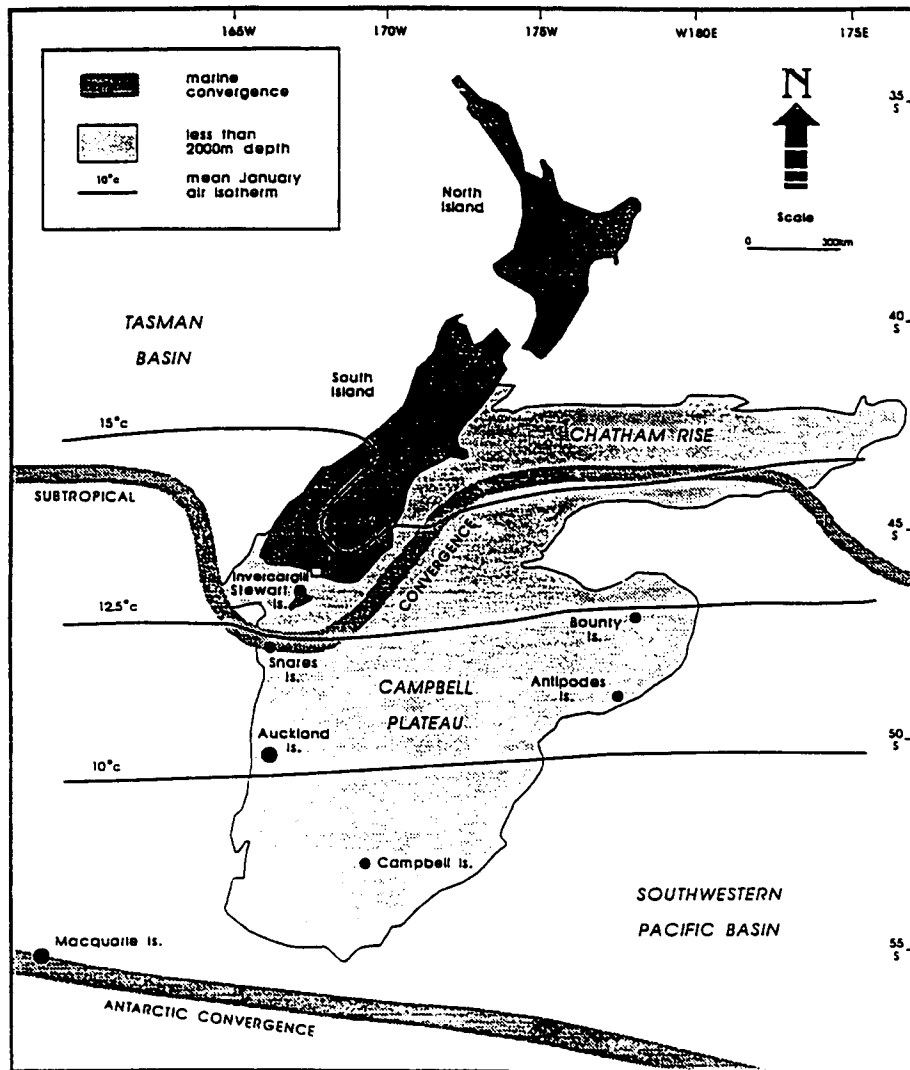 165W 170W 175W W180E 175E
marine
convergence
less than
2000m depth
10°c
mean January
air isotherm
N
Scale
0 300km
35
S
North
Island
40
S
TASMAN
BASIN
South
Island
15°c
CHATHAM RISE
SUBTROPICAL
CONVERGENCE
45
S
Invercargill
Stewart
Is.
12.5°c
Bounty
Is.
Snares
Is.
Antipodes
Is.
CAMPBELL
PLATEAU
Auckland
Is.
50
S
10°c
Campbell Is.
SOUTHWESTERN
PACIFIC BASIN
Macquarie Is.
55
S
ANTARCTIC CONVERGENCE